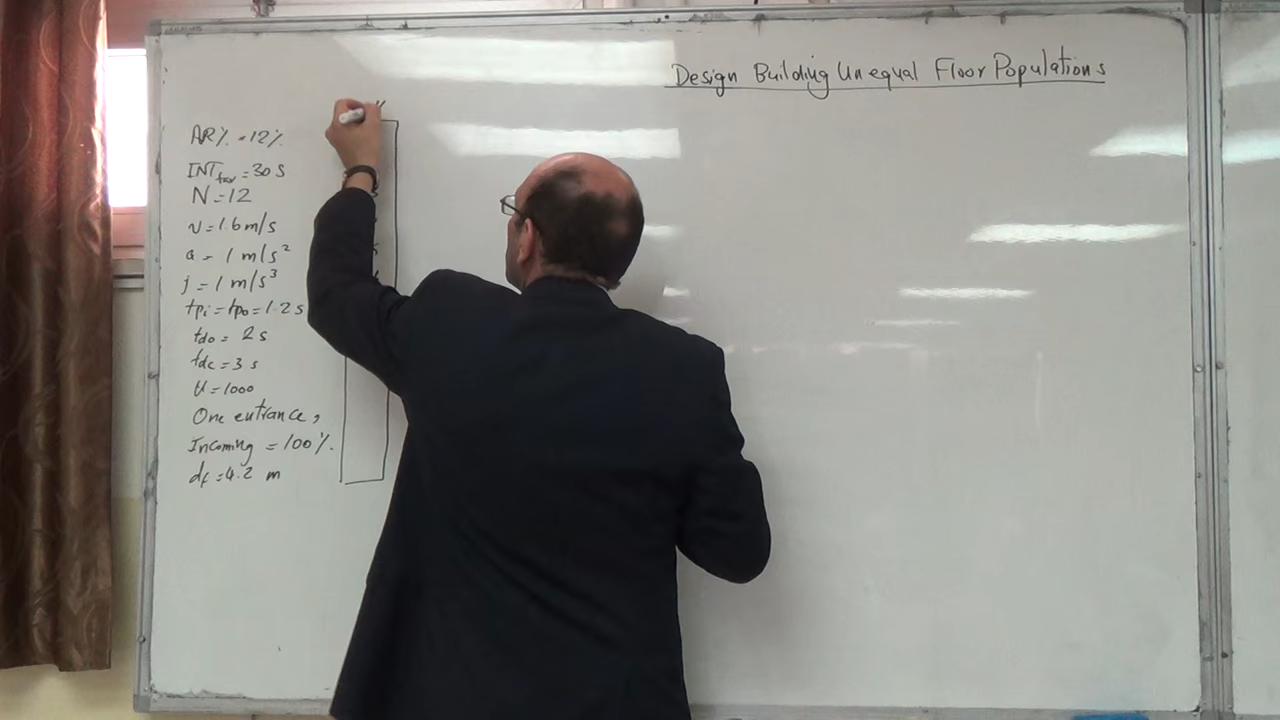 Design Building Unequal Floor Populations
AR% = 12%
INTfav = 30 s
N = 12
v = 1.6 m/s
a = 1 m/s²
j = 1 m/s³
tpi = tpo = 1.2 s
tdo = 2 s
tdc = 3 s
U = 1000
One entrance,
Incoming = 100%.
df = 4.2 m